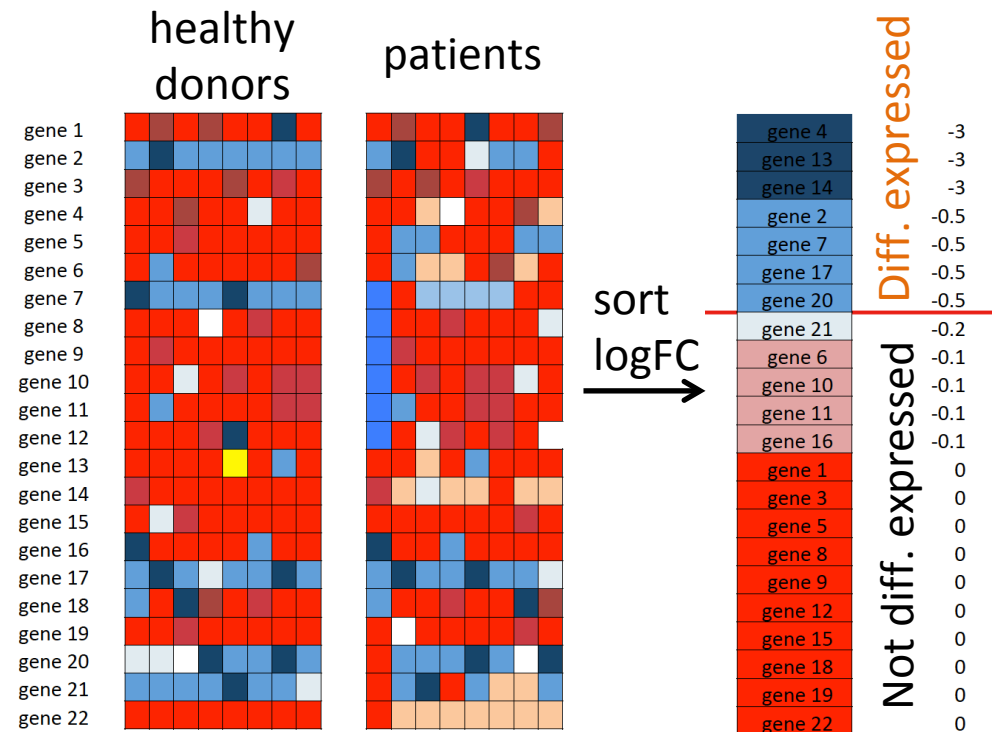 healthy
donors
patients
gene 1
gene 2
gene 3
gene 4
gene 5
gene 6
gene 7
gene 8
gene 9
gene 10
gene 11
gene 12
gene 13
gene 14
gene 15
gene 16
gene 17
gene 18
gene 19
gene 20
gene 21
gene 22
sort
logFC
gene 4 -3
gene 13 -3
gene 14 -3
gene 2 -0.5
gene 7 -0.5
gene 17 -0.5
gene 20 -0.5
gene 21 -0.2
gene 6 -0.1
gene 10 -0.1
gene 11 -0.1
gene 16 -0.1
gene 1 0
gene 3 0
gene 5 0
gene 8 0
gene 9 0
gene 12 0
gene 15 0
gene 18 0
gene 19 0
gene 22 0
Diff. expressed
Not diff. expressed